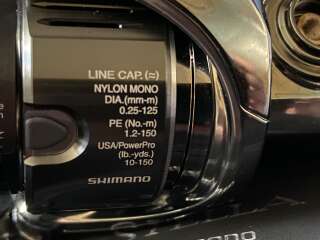 LINE CAP.(≈)
NYLON MONO
DIA.(mm-m)
0.25-125
PE (No.-m)
1.2-150
USA/PowerPro
(lb.-yds.)
10-150
SHIMANO